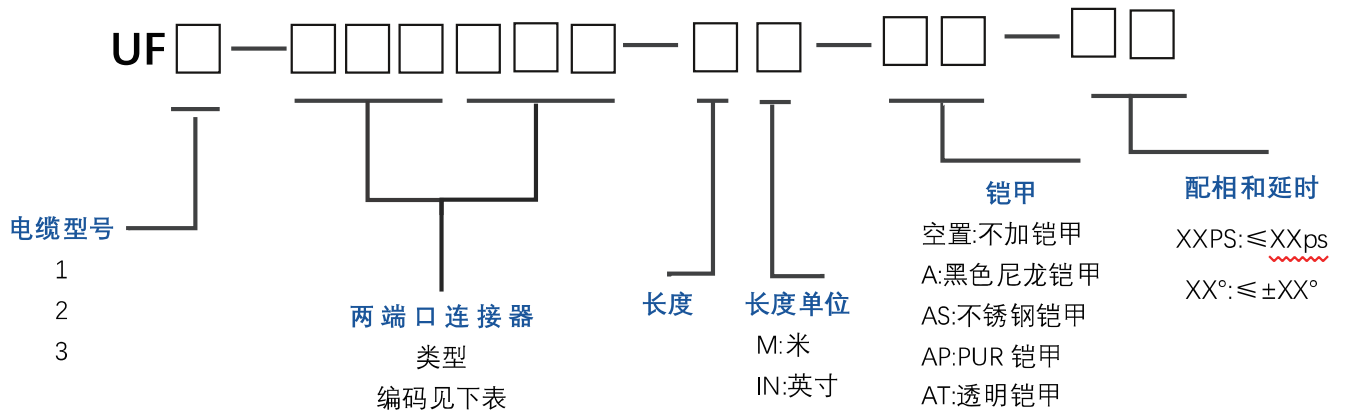 UF□—□□□□□□—□□—□□—□□
电缆型号
1
2
3
两端口连接器
类型
编码见下表
长度
长度单位
M:米
IN:英寸
铠甲
空置:不加铠甲
A:黑色尼龙铠甲
AS:不锈钢铠甲
AP:PUR 铠甲
AT:透明铠甲
配相和延时
XXPS:≤XXps
XX°:≤±XX°